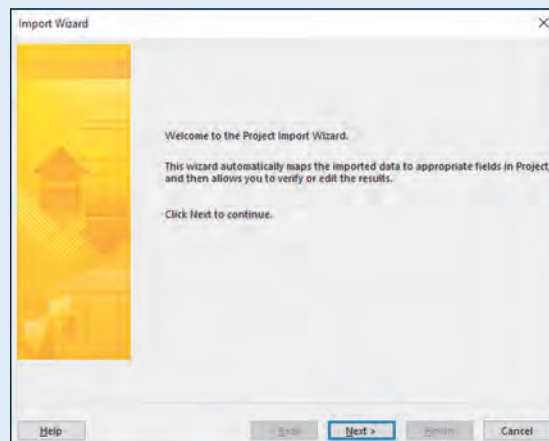 Import Wizard
Welcome to the Project Import Wizard.
This wizard automatically maps the imported data to appropriate fields in Project,
and then allows you to verify or edit the results.
Click Next to continue.
Help
< Back
Next >
Finish
Cancel